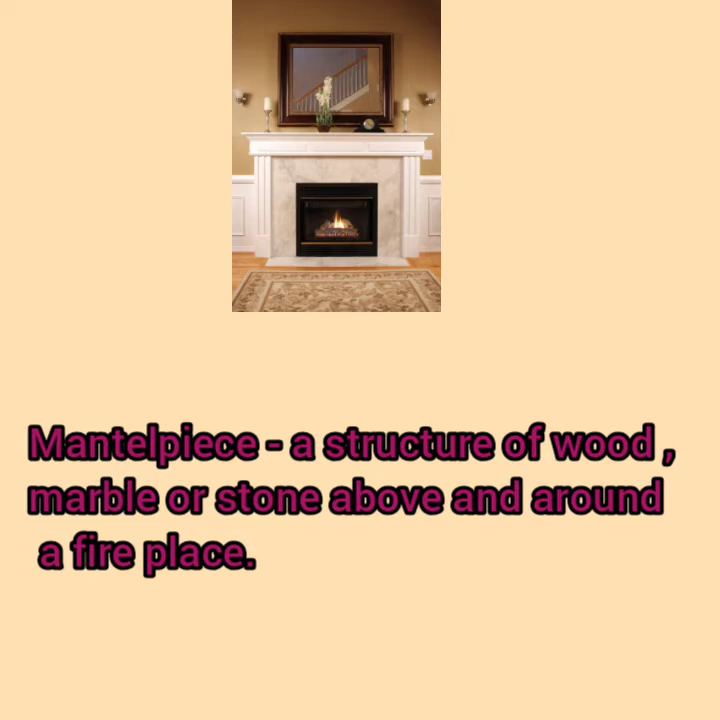 Mantelpiece - a structure of wood ,
marble or stone above and around
a fire place.